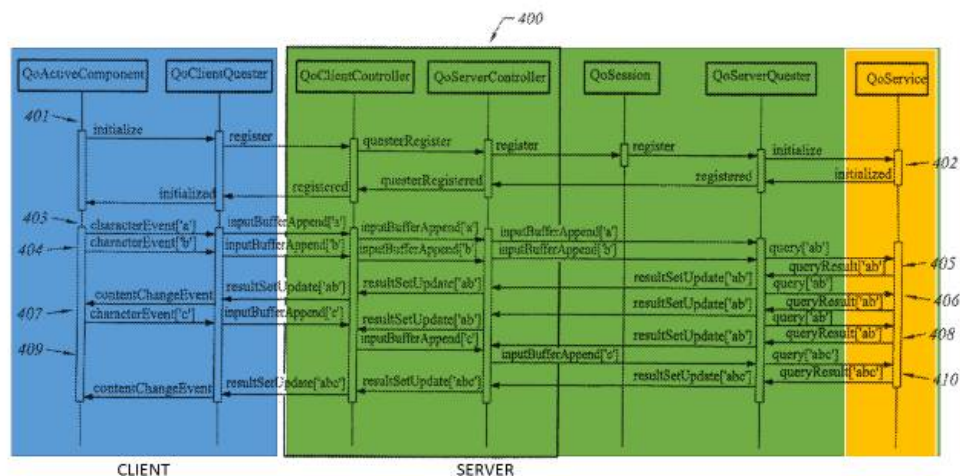 400
QoActiveComponent QoClientQuester QoClientController QoServerController QoSession QoServerQuester QoService
401
initialize register questerRegister register register initialize
402
initialized registered questerRegistered registered initialized
403
characterEvent['a'] inputBufferAppend['a'] inputBufferAppend['a'] inputBufferAppend['a']
404
characterEvent['b'] inputBufferAppend['b'] inputBufferAppend['b'] inputBufferAppend['b'] query['ab']
queryResult['ab'] 405
contentChangeEvent resultSetUpdate['ab'] resultSetUpdate['ab'] resultSetUpdate['ab'] query['ab']
queryResult['ab'] 406
407
characterEvent['c'] inputBufferAppend['c'] resultSetUpdate['ab'] resultSetUpdate['ab'] query['ab']
queryResult['ab'] 408
409
inputBufferAppend['c'] resultSetUpdate['ab']
inputBufferAppend['c'] query['abc']
queryResult['abc'] 410
contentChangeEvent resultSetUpdate['abc'] resultSetUpdate['abc'] resultSetUpdate['abc']
CLIENT SERVER